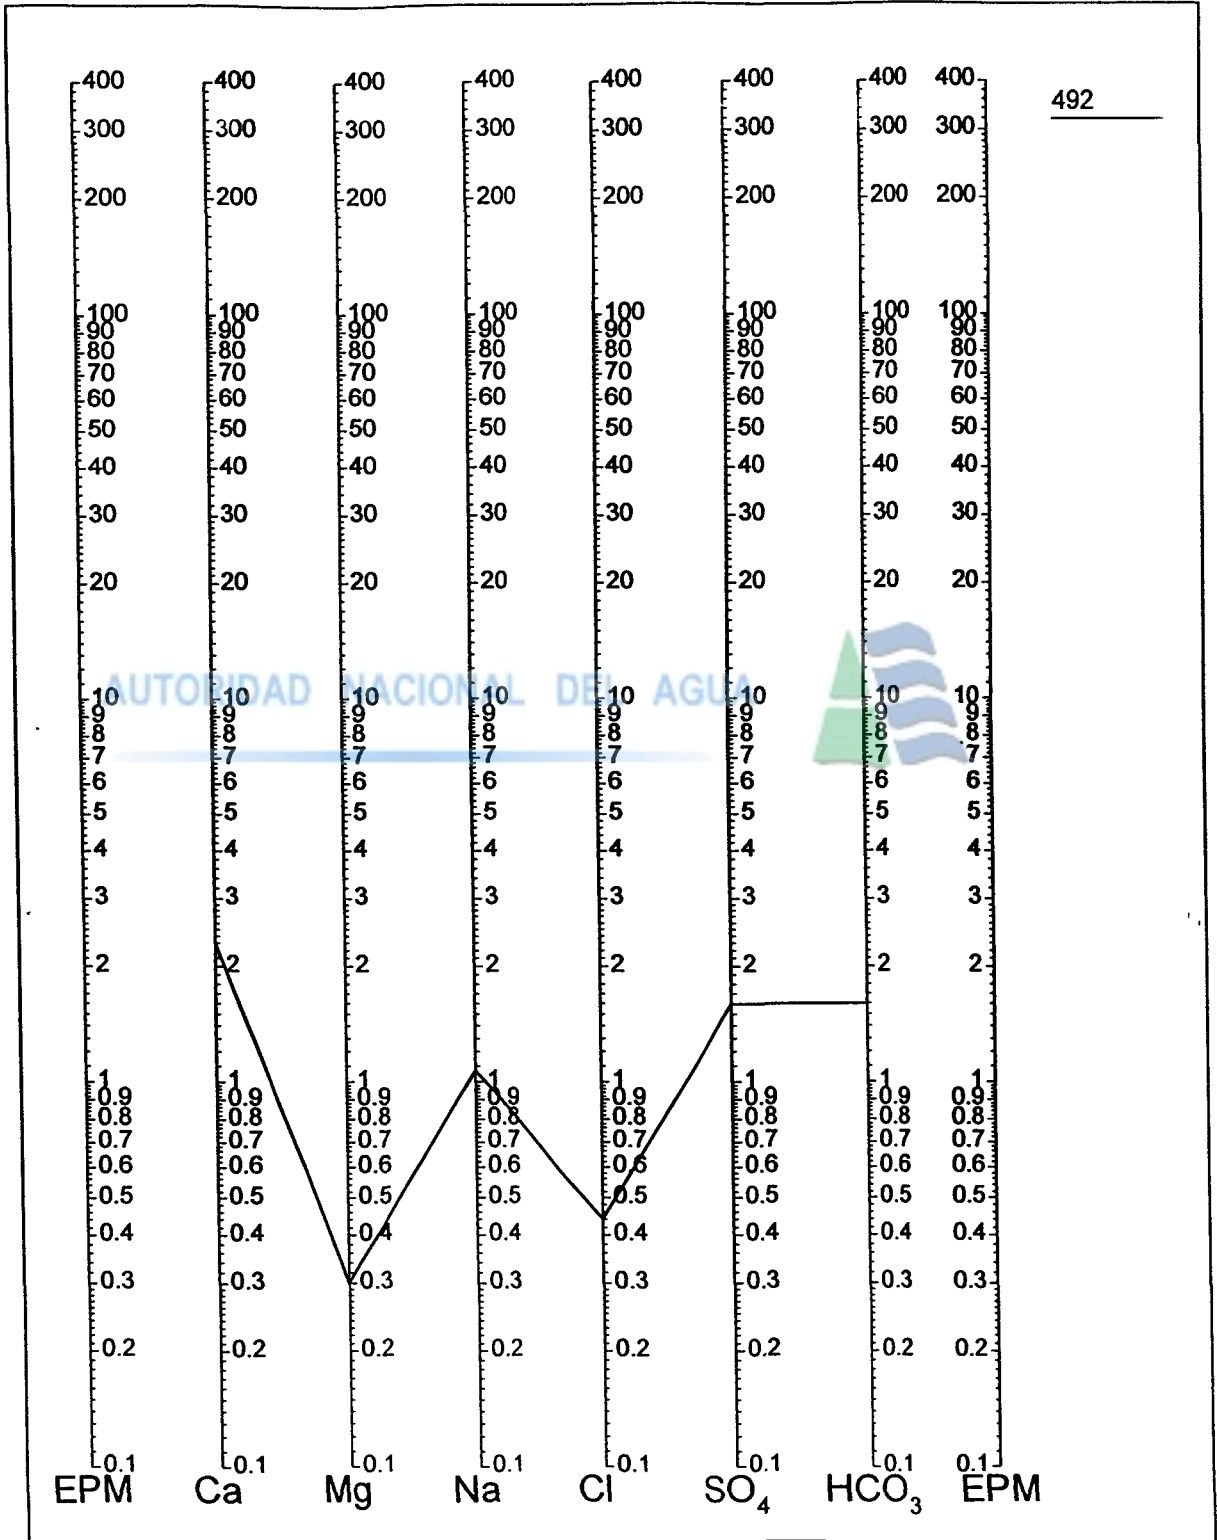 492
400 400 400 400 400 400 400 400
300 300 300 300 300 300 300 300
200 200 200 200 200 200 200 200
100 100 100 100 100 100 100 100
90 90 90 90 90 90 90 90
80 80 80 80 80 80 80 80
70 70 70 70 70 70 70 70
60 60 60 60 60 60 60 60
50 50 50 50 50 50 50 50
40 40 40 40 40 40 40 40
30 30 30 30 30 30 30 30
20 20 20 20 20 20 20 20
AUTORIDAD NACIONAL DEL AGUA
10 10 10 10 10 10 10 10
9 9 9 9 9 9 9 9
8 8 8 8 8 8 8 8
7 7 7 7 7 7 7 7
6 6 6 6 6 6 6 6
5 5 5 5 5 5 5 5
4 4 4 4 4 4 4 4
3 3 3 3 3 3 3 3
2 2 2 2 2 2 2 2
1 1 1 1 1 1 1 1
0.9 0.9 0.9 0.9 0.9 0.9 0.9 0.9
0.8 0.8 0.8 0.8 0.8 0.8 0.8 0.8
0.7 0.7 0.7 0.7 0.7 0.7 0.7 0.7
0.6 0.6 0.6 0.6 0.6 0.6 0.6 0.6
0.5 0.5 0.5 0.5 0.5 0.5 0.5 0.5
0.4 0.4 0.4 0.4 0.4 0.4 0.4 0.4
0.3 0.3 0.3 0.3 0.3 0.3 0.3 0.3
0.2 0.2 0.2 0.2 0.2 0.2 0.2 0.2
0.1 0.1 0.1 0.1 0.1 0.1 0.1 0.1
EPM Ca Mg Na Cl SO4 HCO3 EPM